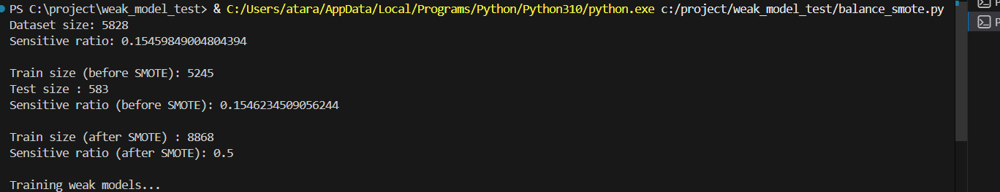 PS C:\project\weak_model_test> & C:/Users/atara/AppData/Local/Programs/Python/Python310/python.exe c:/project/weak_model_test/balance_smote.py
Dataset size: 5828
Sensitive ratio: 0.15459849004804394
Train size (before SMOTE): 5245
Test size : 583
Sensitive ratio (before SMOTE): 0.1546234509056244
Train size (after SMOTE) : 8868
Sensitive ratio (after SMOTE): 0.5
Training weak models...